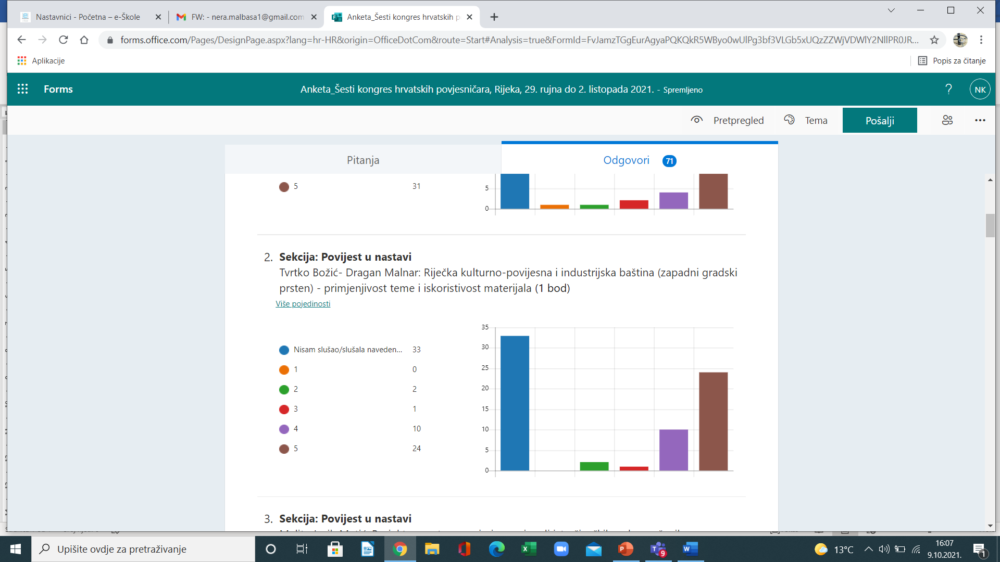 Nastavnici - Početna – e-Škole
FW: - nera.malbasa1@gmail.com
Anketa_Šesti kongres hrvatskih p
forms.office.com/Pages/DesignPage.aspx?lang=hr-HR&origin=OfficeDotCom&route=Start#Analysis=true&FormId=FvJamzTGgEurAgyaPQKQkR5WByo0wUlPg3bf3VLGb5xUQzZZWjVDWlY2NllPR0JR...
Aplikacije
Popis za čitanje
Forms
Anketa_Šesti kongres hrvatskih povjesničara, Rijeka, 29. rujna do 2. listopada 2021. - Spremljeno
? NK
Pretpregled
Tema
Pošalji
Pitanja
Odgovori 71
5 31
5
0
2. Sekcija: Povijest u nastavi
Tvrtko Božić- Dragan Malnar: Riječka kulturno-povijesna i industrijska baština (zapadni gradski
prsten) - primjenjivost teme i iskoristivost materijala (1 bod)
Više pojedinosti
Nisam slušao/slušala naveden... 33
1 0
2 2
3 1
4 10
5 24
35
30
25
20
15
10
5
0
3. Sekcija: Povijest u nastavi
Upišite ovdje za pretraživanje
9
13°C
16:07
9.10.2021.
1